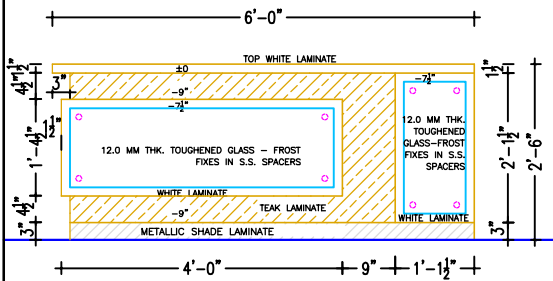 6'-0"
TOP WHITE LAMINATE
±0
-7½"
1½"
4½"
3"
-9"
-7½"
1½"
12.0 MM THK. TOUGHENED GLASS - FROST
FIXES IN S.S. SPACERS
12.0 MM THK.
TOUGHENED
GLASS-FROST
FIXES IN S.S.
SPACERS
1'-4½"
2'-1½"
2'-6"
WHITE LAMINATE
4½"
-9"
TEAK LAMINATE
WHITE LAMINATE
3"
METALLIC SHADE LAMINATE
3"
4'-0"
9"
1'-1½"
1½"